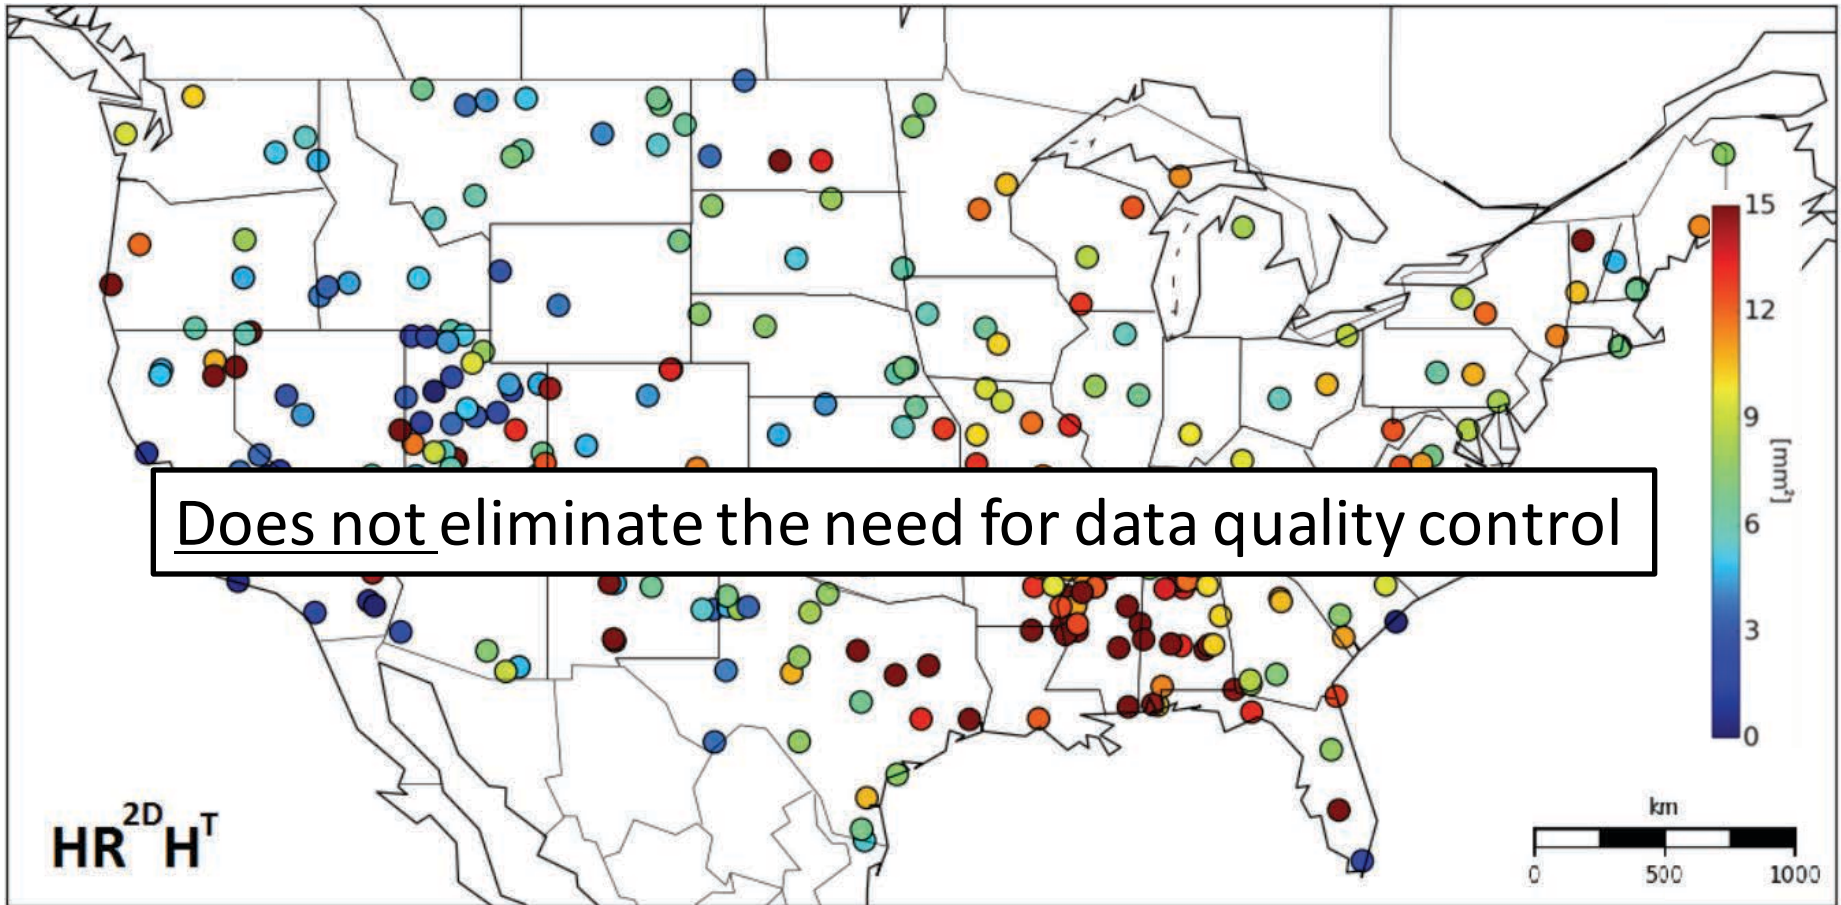 15
12
9
[mm²]
6
Does not eliminate the need for data quality control
3
0
HR2DHT
km
0 500 1000